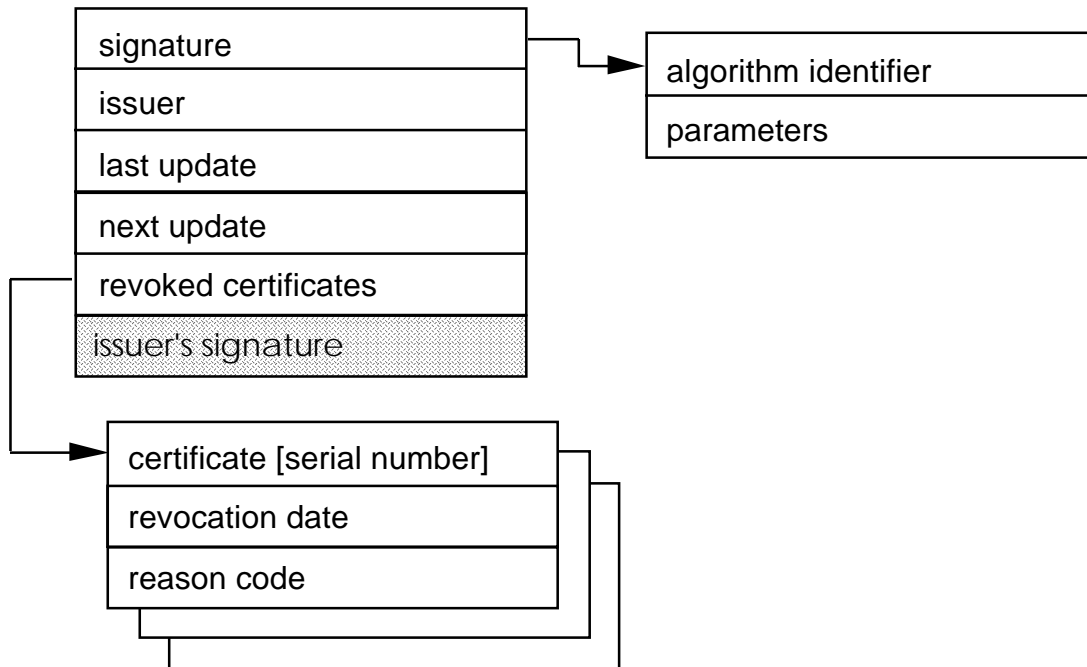 signature
issuer
last update
next update
revoked certificates
issuer's signature
algorithm identifier
parameters
certificate [serial number]
revocation date
reason code